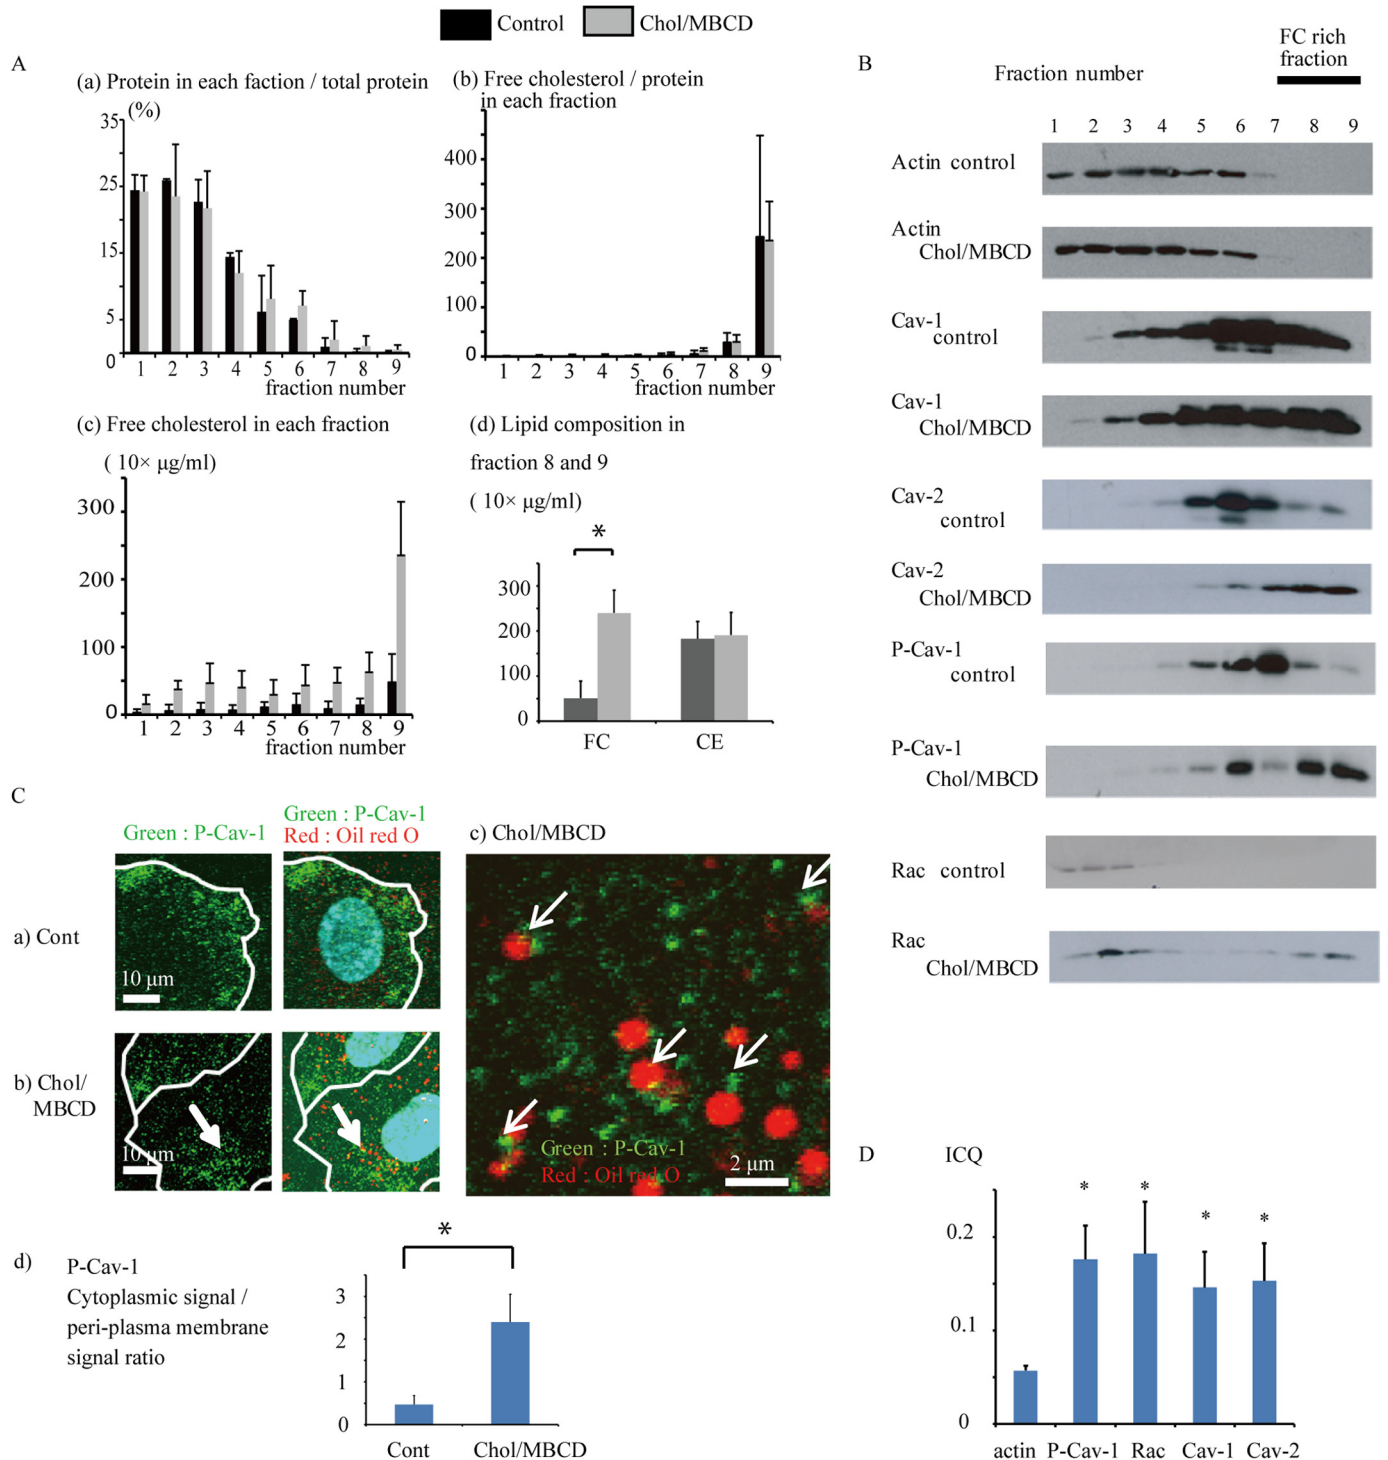 Control Chol/MBCD
A
(a) Protein in each faction / total protein
(%)
35
25
15
5
0
1 2 3 4 5 6 7 8 9
fraction number
(b) Free cholesterol / protein
in each fraction
400
300
200
100
0
1 2 3 4 5 6 7 8 9
fraction number
(c) Free cholesterol in each fraction
( 10× μg/ml)
300
200
100
0
1 2 3 4 5 6 7 8 9
fraction number
(d) Lipid composition in
fraction 8 and 9
( 10× μg/ml)
*
300
200
100
0
FC CE
B
Fraction number
FC rich
fraction
1 2 3 4 5 6 7 8 9
Actin control
Actin
Chol/MBCD
Cav-1
control
Cav-1
Chol/MBCD
Cav-2
control
Cav-2
Chol/MBCD
P-Cav-1
control
P-Cav-1
Chol/MBCD
Rac control
Rac
Chol/MBCD
C
Green : P-Cav-1
Green : P-Cav-1
Red : Oil red O
a) Cont
10 μm
b) Chol/
MBCD
10 μm
c) Chol/MBCD
Green : P-Cav-1
Red : Oil red O
2 μm
d)
P-Cav-1
Cytoplasmic signal /
peri-plasma membrane
signal ratio
*
3
2
1
0
Cont Chol/MBCD
D
ICQ
* * * *
0.2
0.1
0
actin P-Cav-1 Rac Cav-1 Cav-2